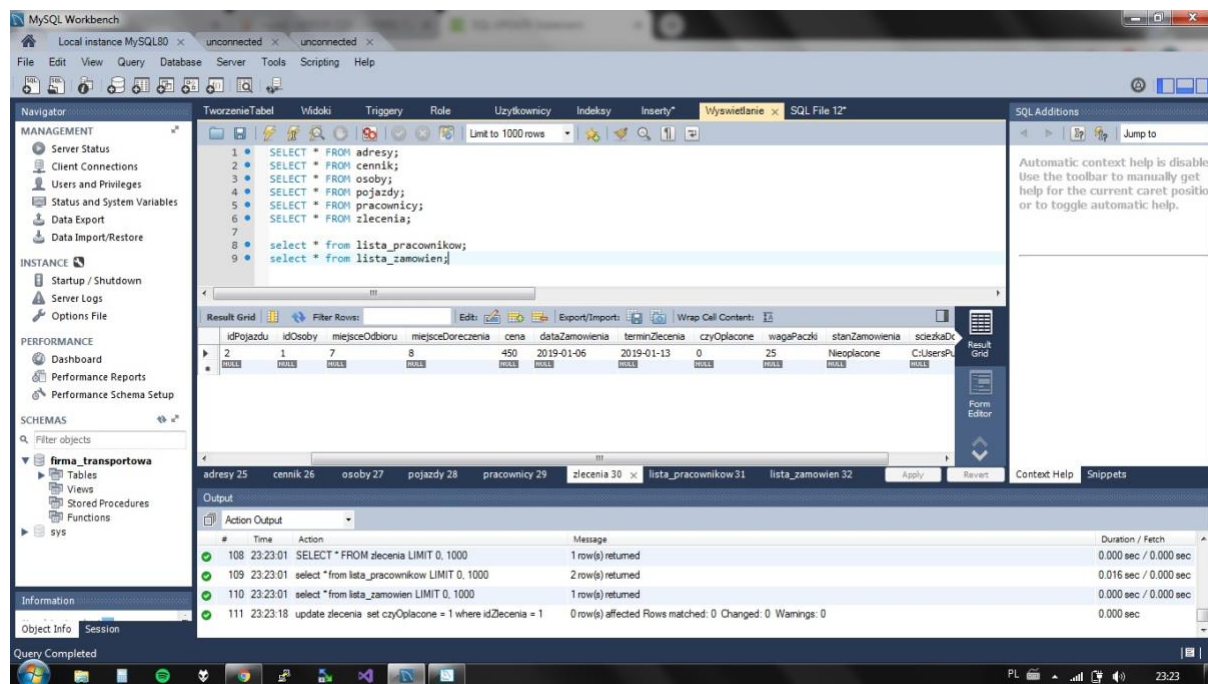 MySQL Workbench
Local instance MySQL80 × unconnected × unconnected ×
File Edit View Query Database Server Tools Scripting Help
Navigator
MANAGEMENT
Server Status
Client Connections
Users and Privileges
Status and System Variables
Data Export
Data Import/Restore
INSTANCE
Startup / Shutdown
Server Logs
Options File
PERFORMANCE
Dashboard
Performance Reports
Performance Schema Setup
SCHEMAS
Filter objects
firma_transportowa
Tables
Views
Stored Procedures
Functions
sys
Information
Object Info Session
Query Completed
TworzenieTabel Widoki Triggery Role Uzytkownicy Indeksy Inserty* Wyswietlanie × SQL File 12*
Limit to 1000 rows
1 SELECT * FROM adresy;
2 SELECT * FROM cennik;
3 SELECT * FROM osoby;
4 SELECT * FROM pojazdy;
5 SELECT * FROM pracownicy;
6 SELECT * FROM zlecenia;
7
8 select * from lista_pracownikow;
9 select * from lista_zamowien;
Result Grid Filter Rows: Edit: Export/Import: Wrap Cell Content:
idPojazdu idOsoby miejsceOdbioru miejsceDoreczenia cena dataZamowienia terminZlecenia czyOplacone wagaPaczki stanZamowienia sciezkaDo
2 1 7 8 450 2019-01-06 2019-01-13 0 25 Nieoplacone C:UsersPu
NULL NULL NULL NULL NULL NULL NULL NULL NULL NULL NULL
Result Grid
Form Editor
adresy 25 cennik 26 osoby 27 pojazdy 28 pracownicy 29 zlecenia 30 × lista_pracownikow 31 lista_zamowien 32 Apply Revert
SQL Additions
Jump to
Automatic context help is disable
Use the toolbar to manually get
help for the current caret positio
or to toggle automatic help.
Context Help Snippets
Output
Action Output
# Time Action Message Duration / Fetch
108 23:23:01 SELECT * FROM zlecenia LIMIT 0, 1000 1 row(s) returned 0.000 sec / 0.000 sec
109 23:23:01 select * from lista_pracownikow LIMIT 0, 1000 2 row(s) returned 0.016 sec / 0.000 sec
110 23:23:01 select * from lista_zamowien LIMIT 0, 1000 1 row(s) returned 0.000 sec / 0.000 sec
111 23:23:18 update zlecenia set czyOplacone = 1 where idZlecenia = 1 0 row(s) affected Rows matched: 0 Changed: 0 Warnings: 0 0.000 sec
PL 23:23